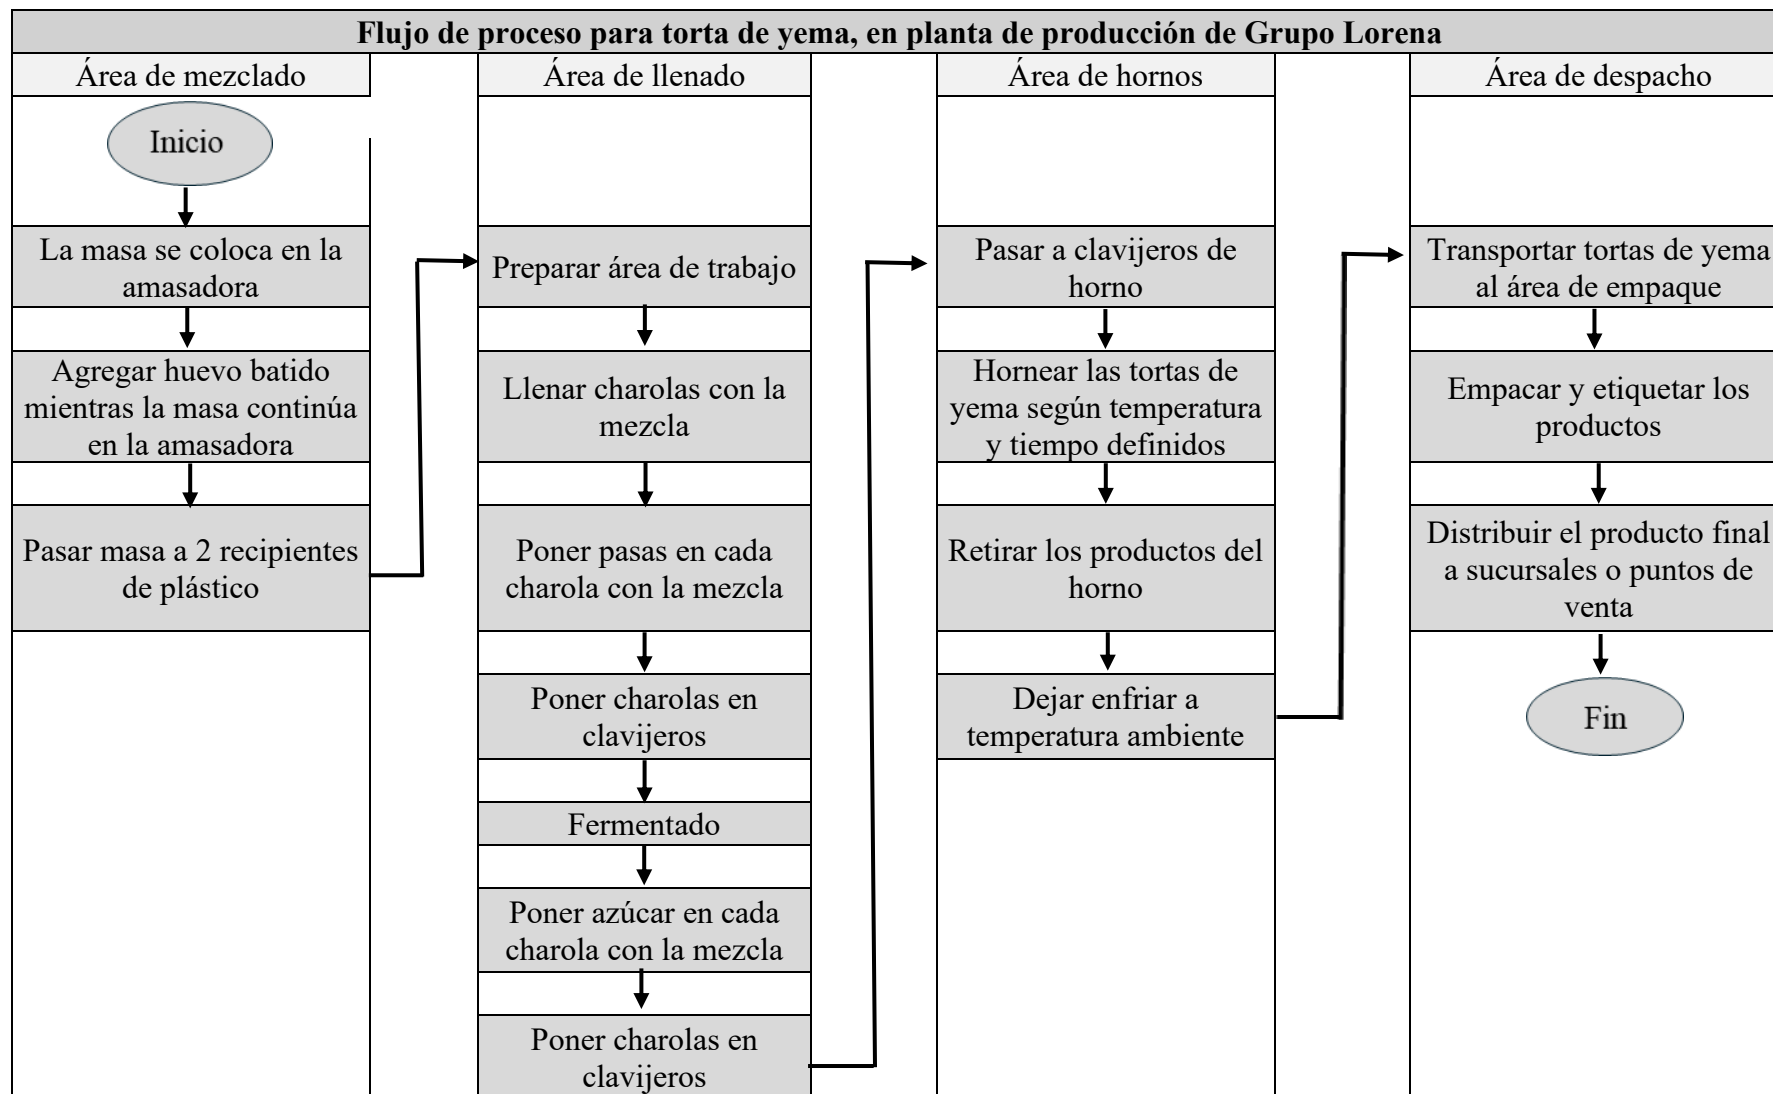 Flujo de proceso para torta de yema, en planta de producción de Grupo Lorena
Área de mezclado
Inicio
La masa se coloca en la
amasadora
Agregar huevo batido
mientras la masa continúa
en la amasadora
Pasar masa a 2 recipientes
de plástico
Área de llenado
Preparar área de trabajo
Llenar charolas con la
mezcla
Poner pasas en cada
charola con la mezcla
Poner charolas en
clavijeros
Fermentado
Poner azúcar en cada
charola con la mezcla
Poner charolas en
clavijeros
Área de hornos
Pasar a clavijeros de
horno
Hornear las tortas de
yema según temperatura
y tiempo definidos
Retirar los productos del
horno
Dejar enfriar a
temperatura ambiente
Área de despacho
Transportar tortas de yema
al área de empaque
Empacar y etiquetar los
productos
Distribuir el producto final
a sucursales o puntos de
venta
Fin